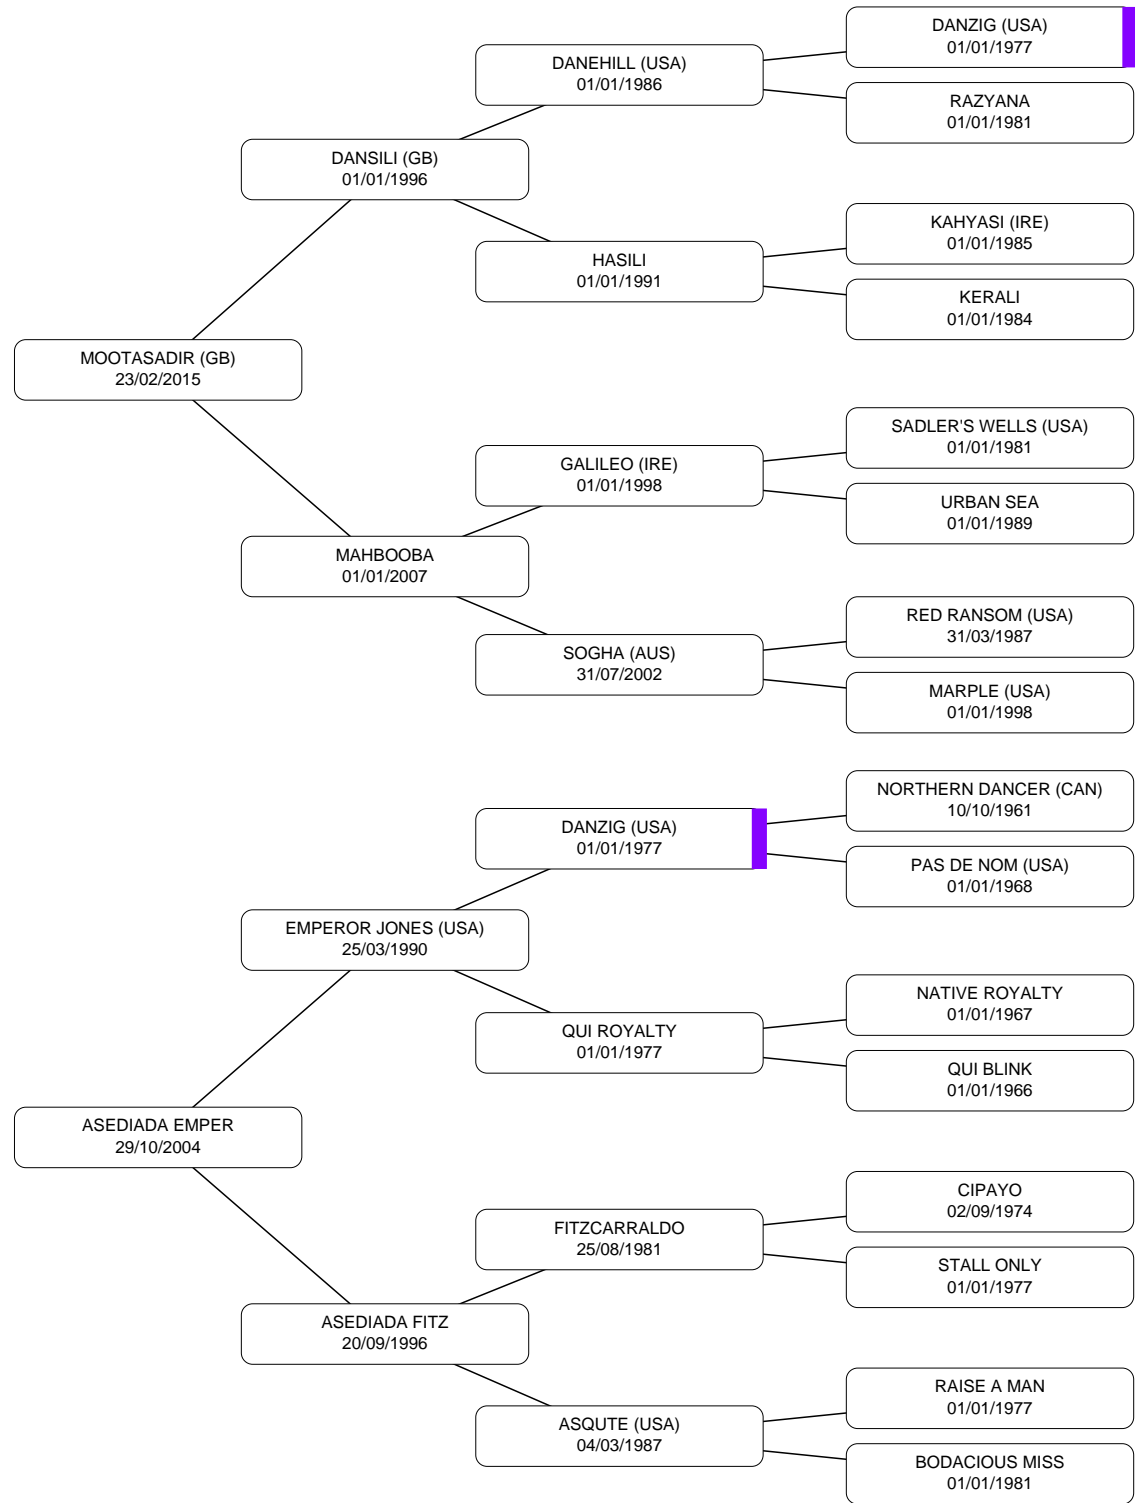 DANZIG (USA)
01/01/1977
DANEHILL (USA)
01/01/1986
RAZYANA
01/01/1981
DANSILI (GB)
01/01/1996
KAHYASI (IRE)
01/01/1985
HASILI
01/01/1991
KERALI
01/01/1984
MOOTASADIR (GB)
23/02/2015
SADLER'S WELLS (USA)
01/01/1981
GALILEO (IRE)
01/01/1998
URBAN SEA
01/01/1989
MAHBOOBA
01/01/2007
RED RANSOM (USA)
31/03/1987
SOGHA (AUS)
31/07/2002
MARPLE (USA)
01/01/1998
NORTHERN DANCER (CAN)
10/10/1961
DANZIG (USA)
01/01/1977
PAS DE NOM (USA)
01/01/1968
EMPEROR JONES (USA)
25/03/1990
NATIVE ROYALTY
01/01/1967
QUI ROYALTY
01/01/1977
QUI BLINK
01/01/1966
ASEDIADA EMPER
29/10/2004
CIPAYO
02/09/1974
FITZCARRALDO
25/08/1981
STALL ONLY
01/01/1977
ASEDIADA FITZ
20/09/1996
RAISE A MAN
01/01/1977
ASQUTE (USA)
04/03/1987
BODACIOUS MISS
01/01/1981